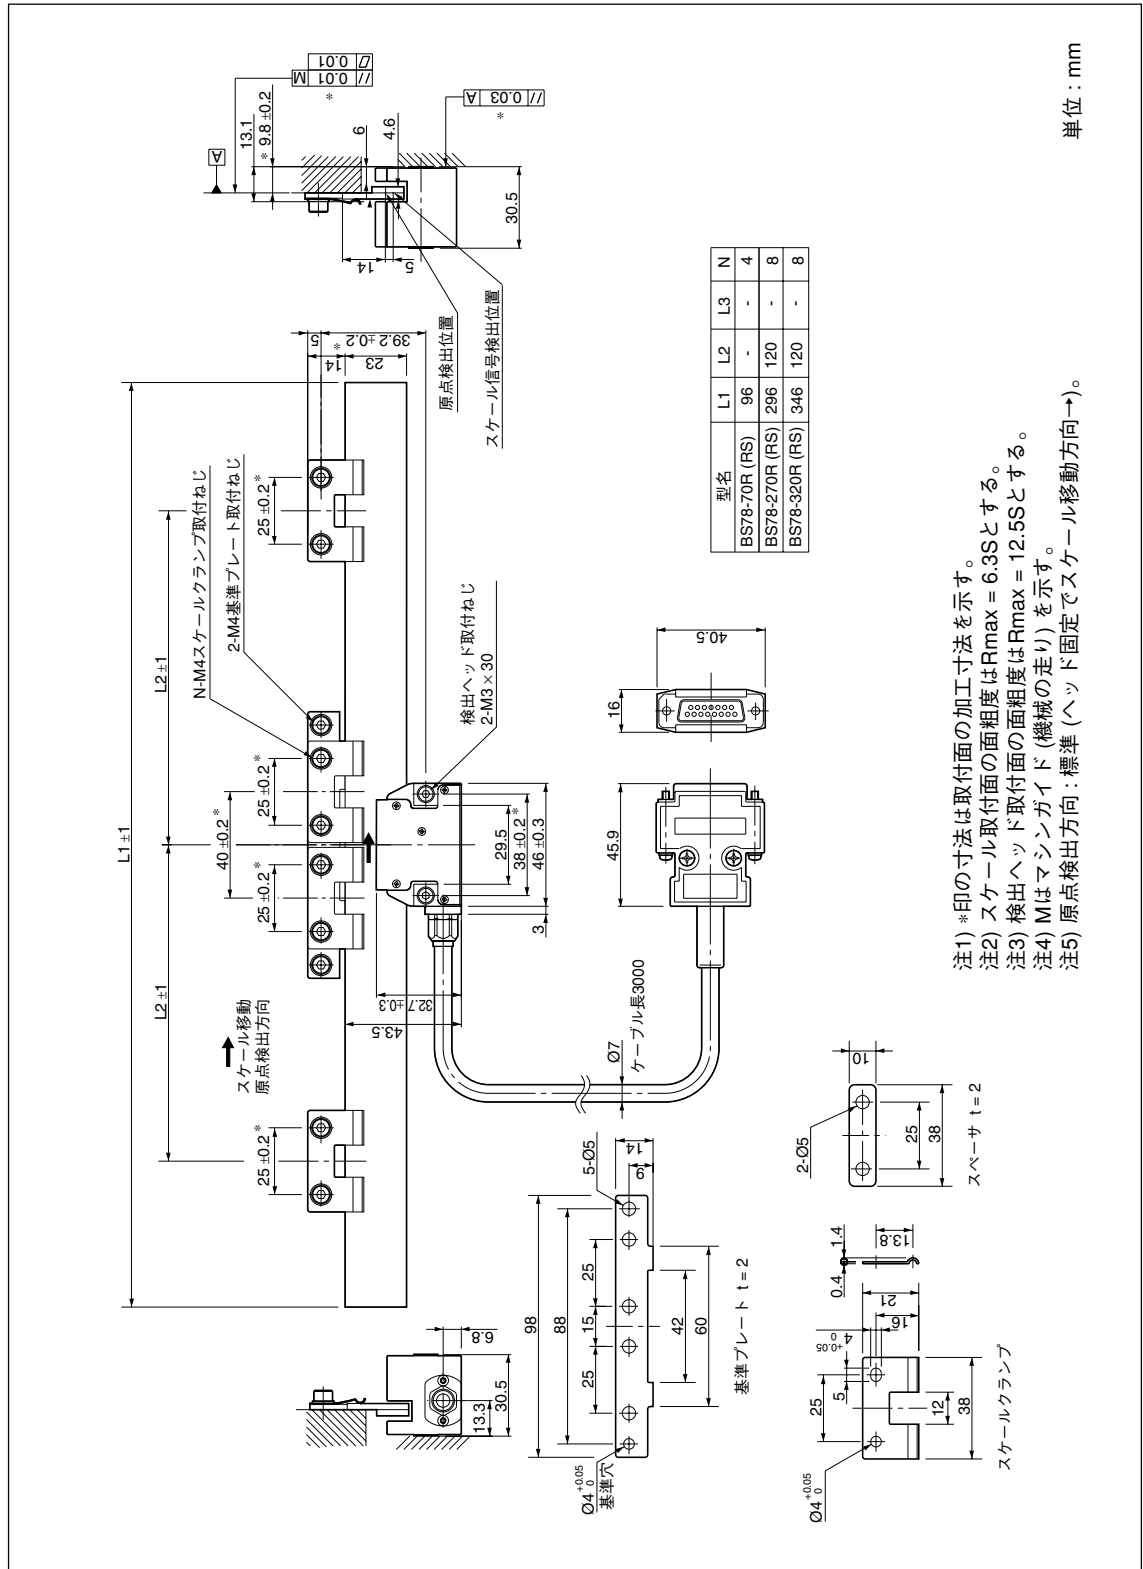 単位 : mm
A
13.1
* 9.8 ±0.2
6
4.6
// 0.01 M
0.01
*
// 0.03 A
*
14
5
30.5
原点検出位置
スケール信号検出位置
L1 ±1
L2 ±1
L2 ±1
スケール移動
原点検出方向
N-M4スケールクランプ取付ねじ
2-M4基準プレート取付ねじ
25 ±0.2*
40 ±0.2*
25 ±0.2*
25 ±0.2*
25 ±0.2*
5
14
23
39.2 ±0.2 *
検出ヘッド取付ねじ
2-M3×30
29.5
38 ±0.2*
46 ±0.3
3
32.7 ±0.3
43.5
Ø7
ケーブル長3000
45.9
16
40.5
型名 L1 L2 L3 N
BS78-70R (RS) 96 - - 4
BS78-270R (RS) 296 120 - 8
BS78-320R (RS) 346 120 - 8
6.8
13.3
30.5
98
88
25
15
25
42
60
14
9
5-Ø5
Ø4 +0.05 0
基準穴
基準プレート t = 2
2-Ø5
10
25
38
スペーサ t = 2
Ø4 +0.05 0
25
5
4 +0.05 0
16
21
12
38
0.4
1.4
13.8
スケールクランプ
注1) *印の寸法は取付面の加工寸法を示す。
注2) スケール取付面の面粗度はRmax = 6.3Sとする。
注3) 検出ヘッド取付面の面粗度はRmax = 12.5Sとする。
注4) Mはマシンガイド (機械の走り) を示す。
注5) 原点検出方向 : 標準 (ヘッド固定でスケール移動方向→)。